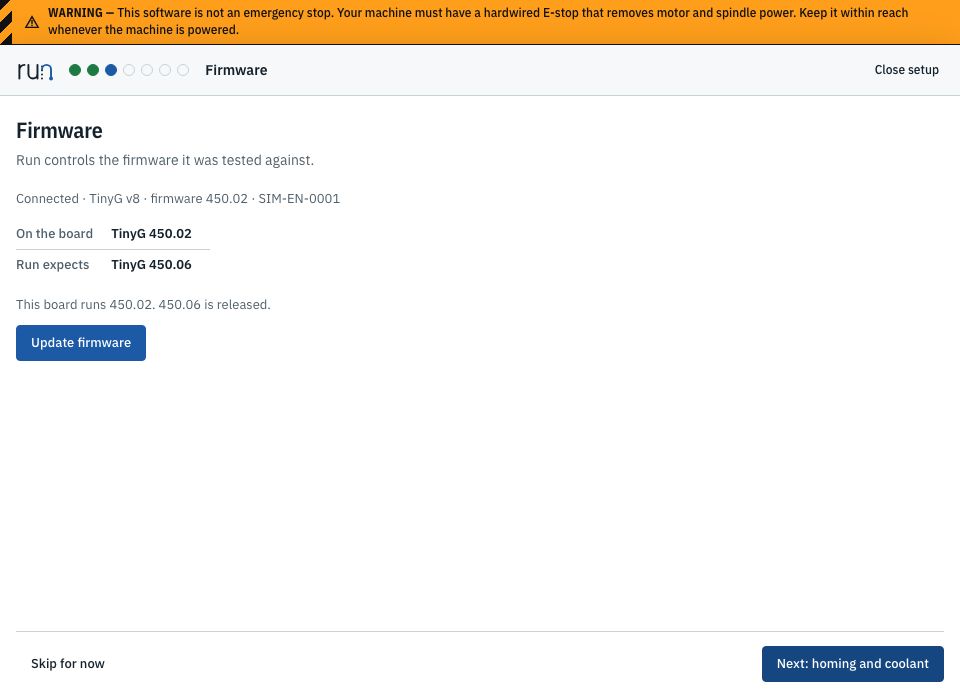 WARNING — This software is not an emergency stop. Your machine must have a hardwired E-stop that removes motor and spindle power. Keep it within reach
whenever the machine is powered.
run Firmware Close setup
Firmware
Run controls the firmware it was tested against.
Connected · TinyG v8 · firmware 450.02 · SIM-EN-0001
On the board TinyG 450.02
Run expects TinyG 450.06
This board runs 450.02. 450.06 is released.
Update firmware
Skip for now Next: homing and coolant